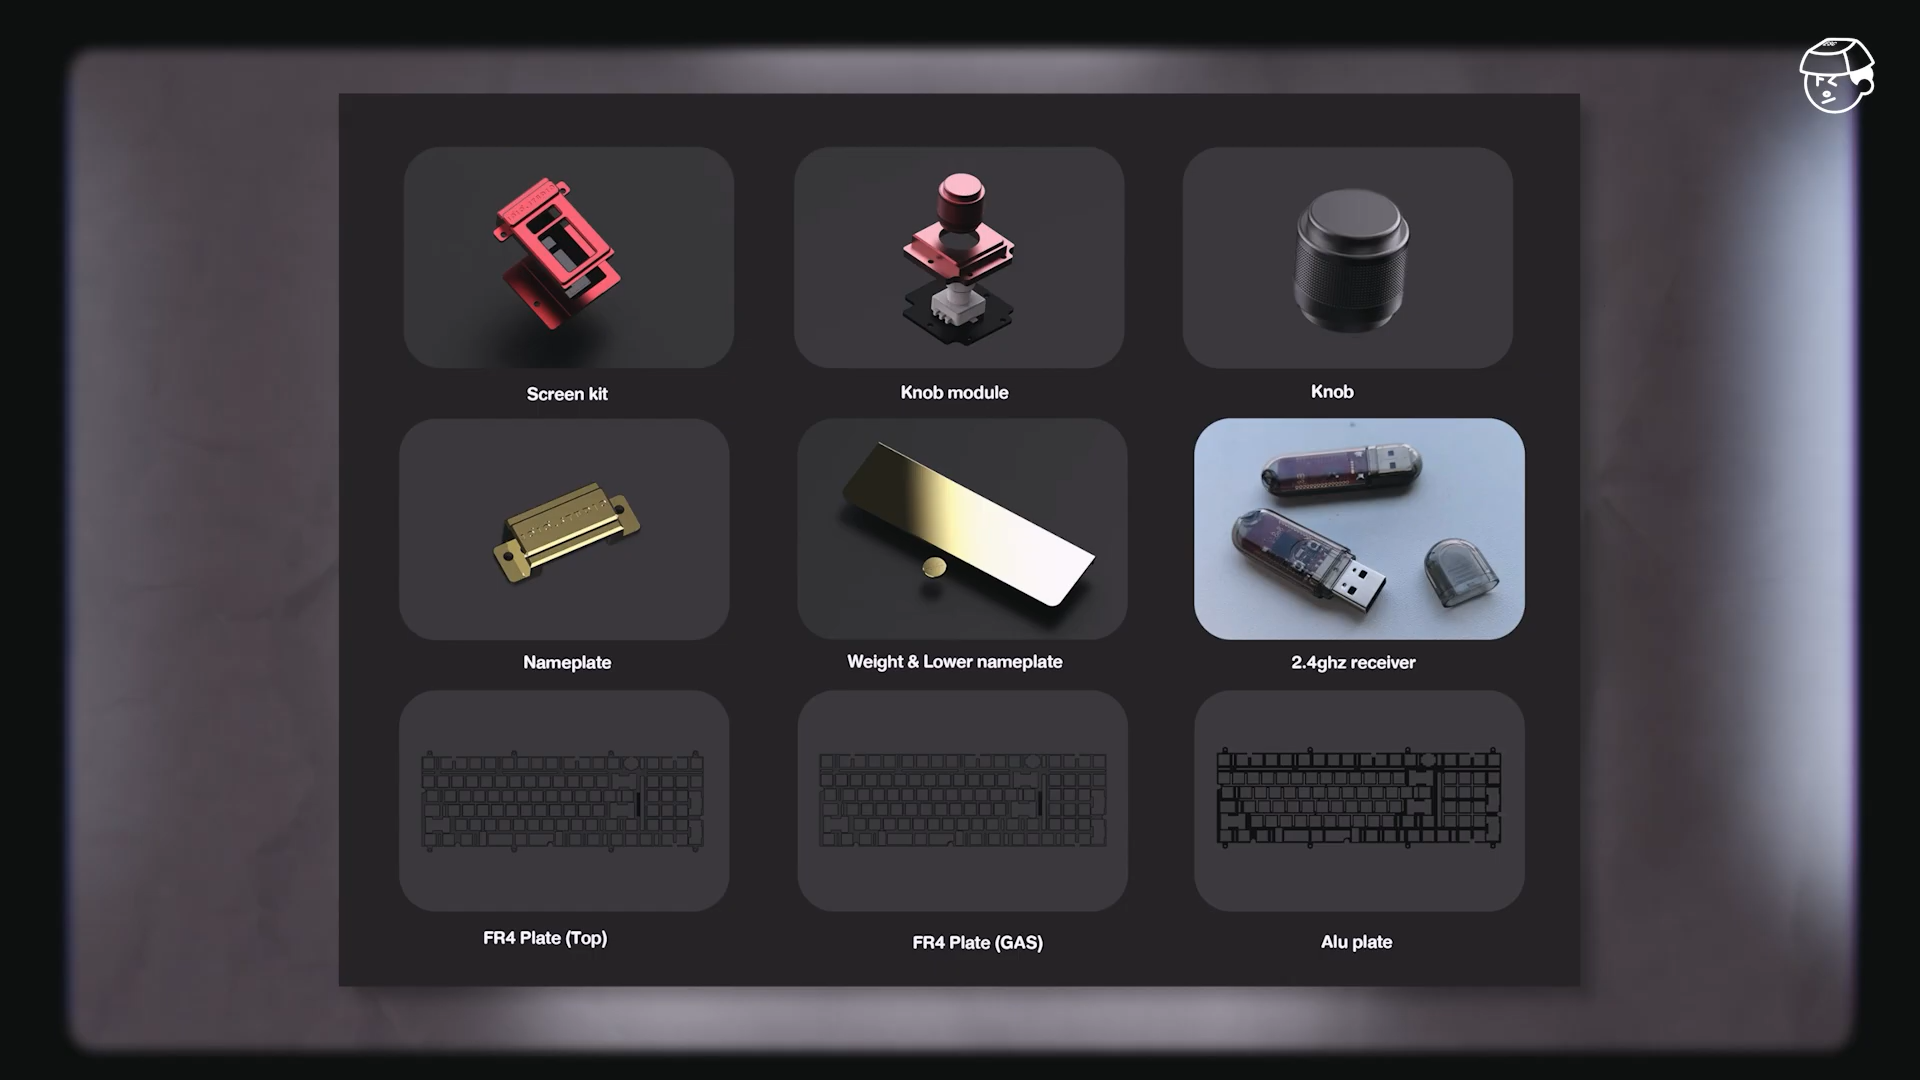 Screen kit
Knob module
Knob
Nameplate
Weight & Lower nameplate
2.4ghz receiver
FR4 Plate (Top)
FR4 Plate (GAS)
Alu plate